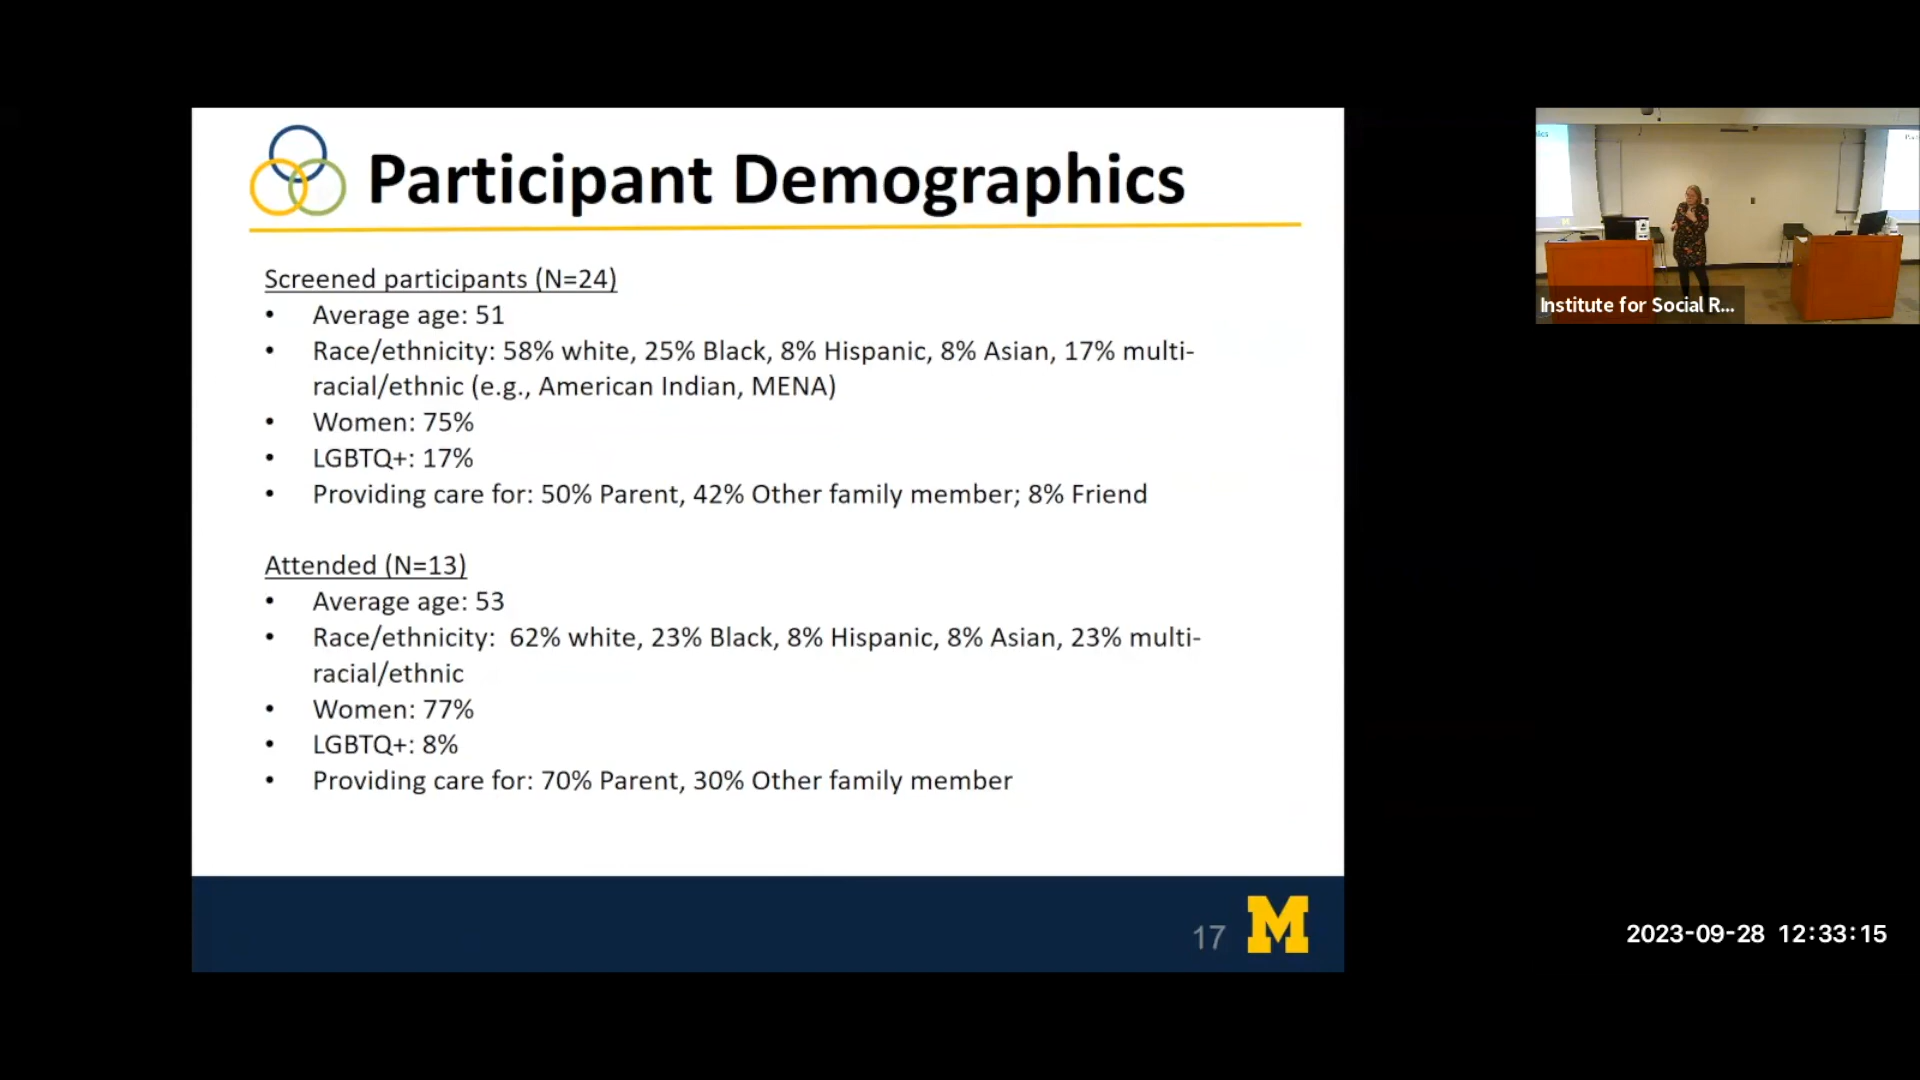 Participant Demographics
Screened participants (N=24)
• Average age: 51
• Race/ethnicity: 58% white, 25% Black, 8% Hispanic, 8% Asian, 17% multi-
racial/ethnic (e.g., American Indian, MENA)
• Women: 75%
• LGBTQ+: 17%
• Providing care for: 50% Parent, 42% Other family member; 8% Friend
Attended (N=13)
• Average age: 53
• Race/ethnicity:  62% white, 23% Black, 8% Hispanic, 8% Asian, 23% multi-
racial/ethnic
• Women: 77%
• LGBTQ+: 8%
• Providing care for: 70% Parent, 30% Other family member
17
M
Institute for Social R...
2023-09-28 12:33:15